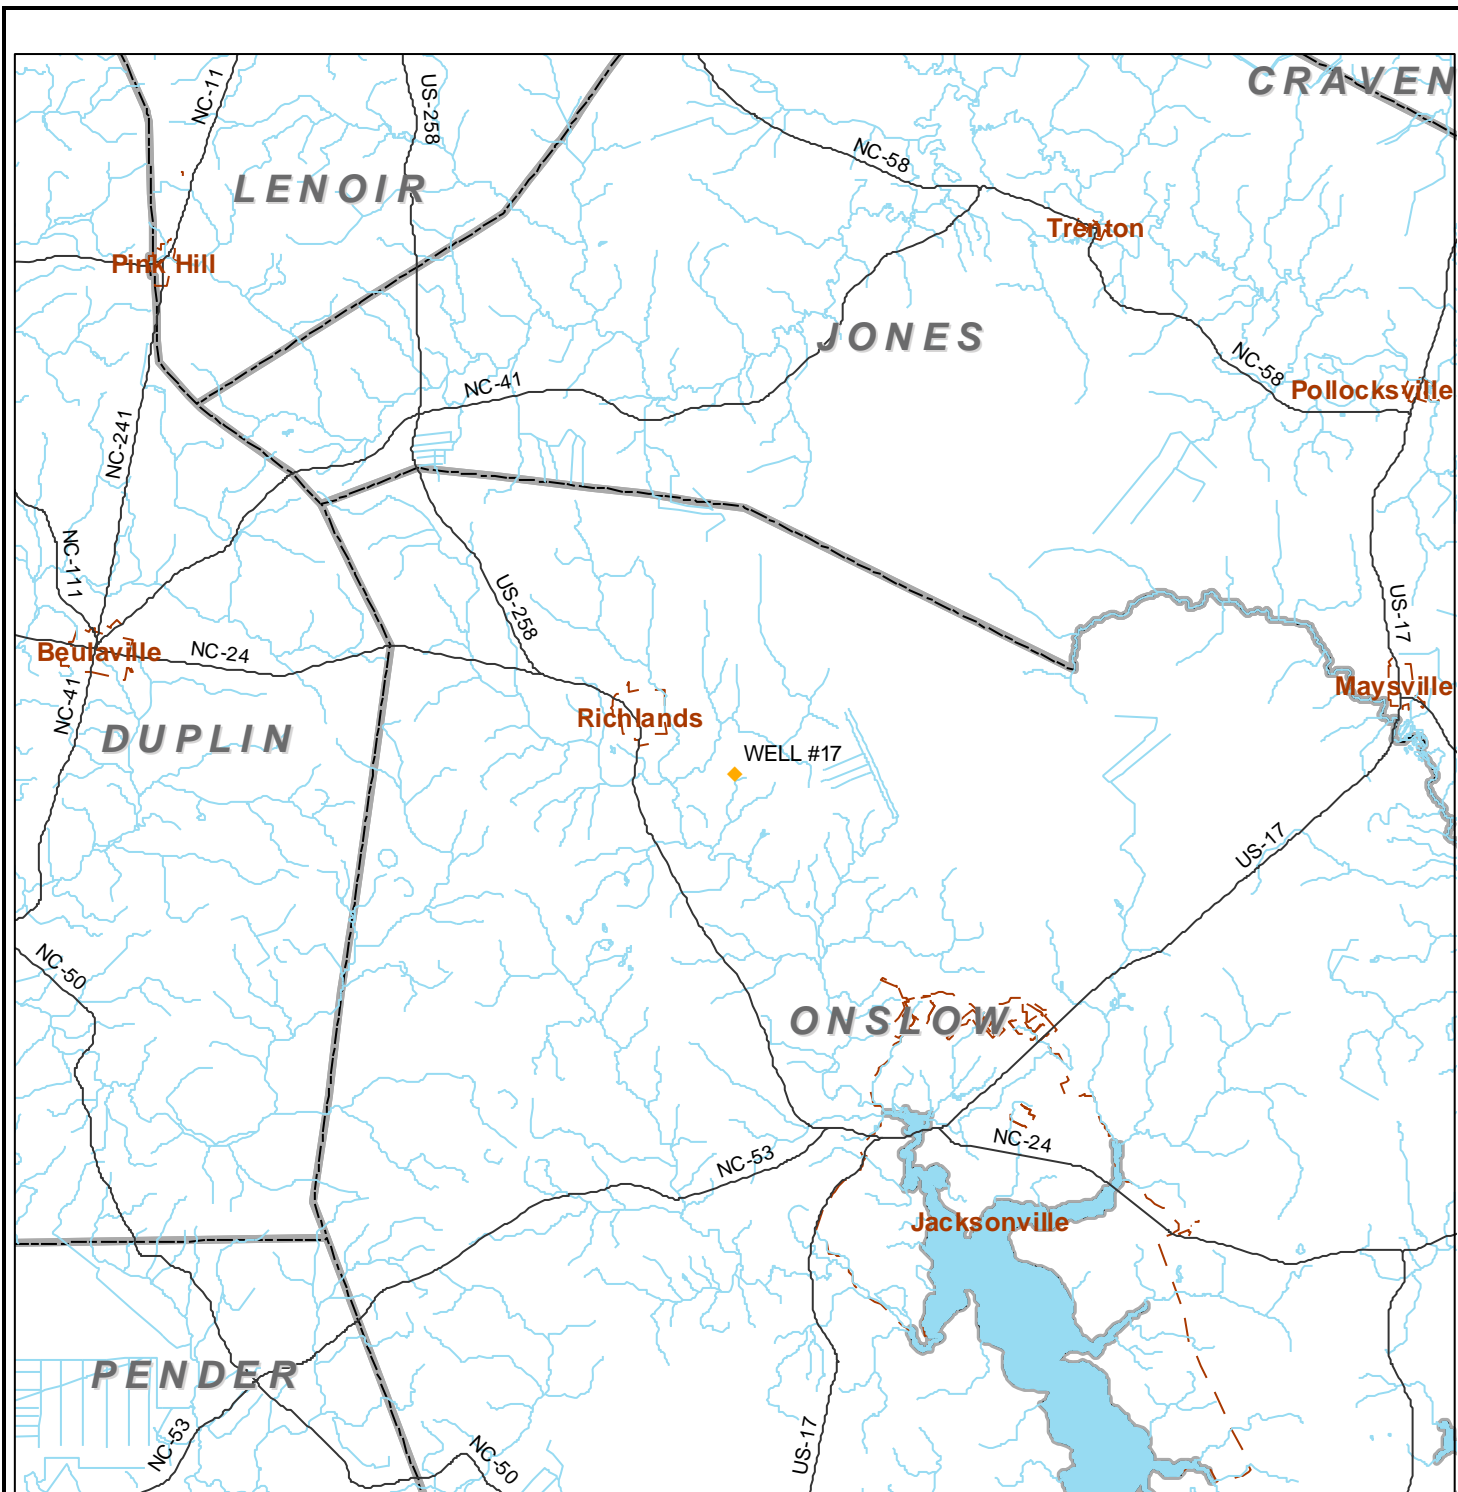 CRAVEN
NC-11
US-258
NC-58
LENOIR
Trenton
Pink Hill
JONES
NC-58
NC-41
Pollocksville
NC-241
NC-111
US-258
US-17
Beulaville
NC-24
Maysville
NC-41
Richlands
DUPLIN
WELL #17
US-17
NC-50
ONSLOW
NC-24
NC-53
Jacksonville
PENDER
NC-53
US-17
NC-50